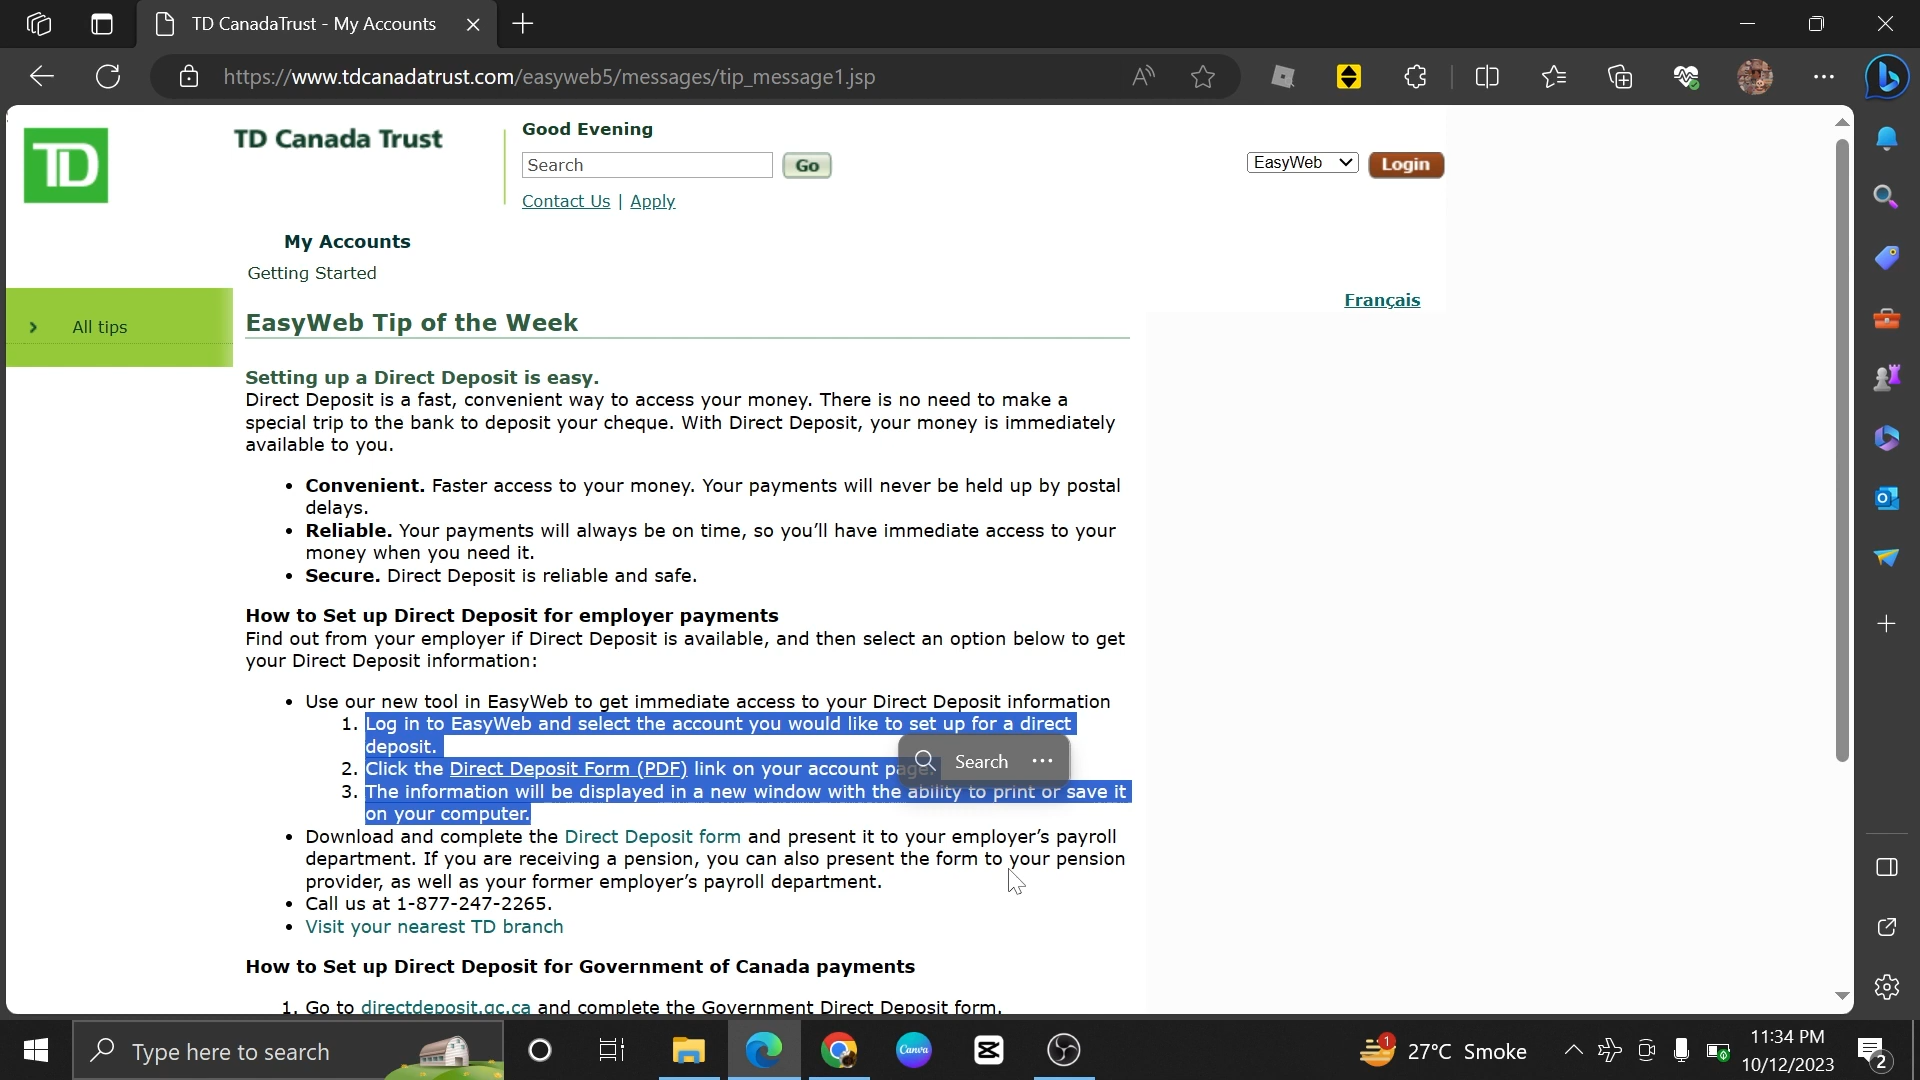 TD CanadaTrust - My Accounts
https://www.tcanadatrust.com/easyweb5/messages/tip_message1.jsp
TD
TD Canada Trust
Good Evening
Search
Go
EasyWeb
Login
Contact Us | Apply
My Accounts
Getting Started
Français
All tips
EasyWeb Tip of the Week
Setting up a Direct Deposit is easy.
Direct Deposit is a fast, convenient way to access your money. There is no need to make a
special trip to the bank to deposit your cheque. With Direct Deposit, your money is immediately
available to you.
• Convenient. Faster access to your money. Your payments will never be held up by postal
delays.
• Reliable. Your payments will always be on time, so you'll have immediate access to your
money when you need it.
• Secure. Direct Deposit is reliable and safe.
How to Set up Direct Deposit for employer payments
Find out from your employer if Direct Deposit is available, and then select an option below to get
your Direct Deposit information:
• Use our new tool in EasyWeb to get immediate access to your Direct Deposit information
1. Log in to EasyWeb and select the account you would like to set up for a direct
deposit.
2. Click the Direct Deposit Form (PDF) link on your account page.
Search
3. The information will be displayed in a new window with the ability to print or save it
on your computer.
• Download and complete the Direct Deposit form and present it to your employer's payroll
department. If you are receiving a pension, you can also present the form to your pension
provider, as well as your former employer's payroll department.
• Call us at 1-877-247-2265.
• Visit your nearest TD branch
How to Set up Direct Deposit for Government of Canada payments
1. Go to directdeposit.gc.ca and complete the Government Direct Deposit form.
Type here to search
Canva
1
27°C Smoke
11:34 PM
10/12/2023
2